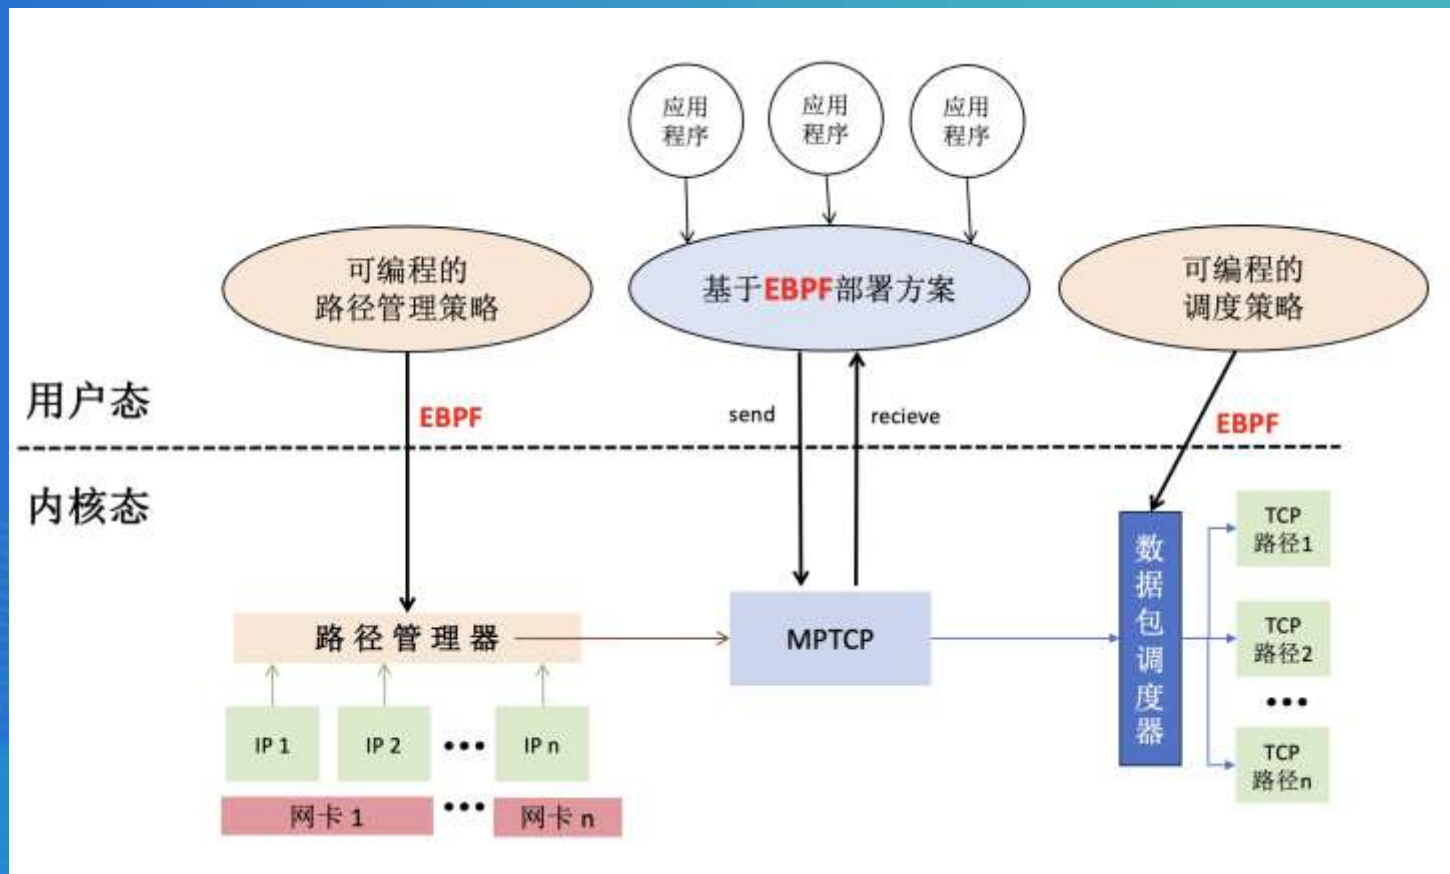 应用
程序
应用
程序
应用
程序
可编程的
路径管理策略
基于EBPF部署方案
可编程的
调度策略
用户态
EBPF
send
recieve
EBPF
内核态
路径管理器
MPTCP
数据包调度器
TCP
路径1
TCP
路径2
•••
TCP
路径n
IP 1
IP 2
•••
IP n
网卡 1
•••
网卡 n